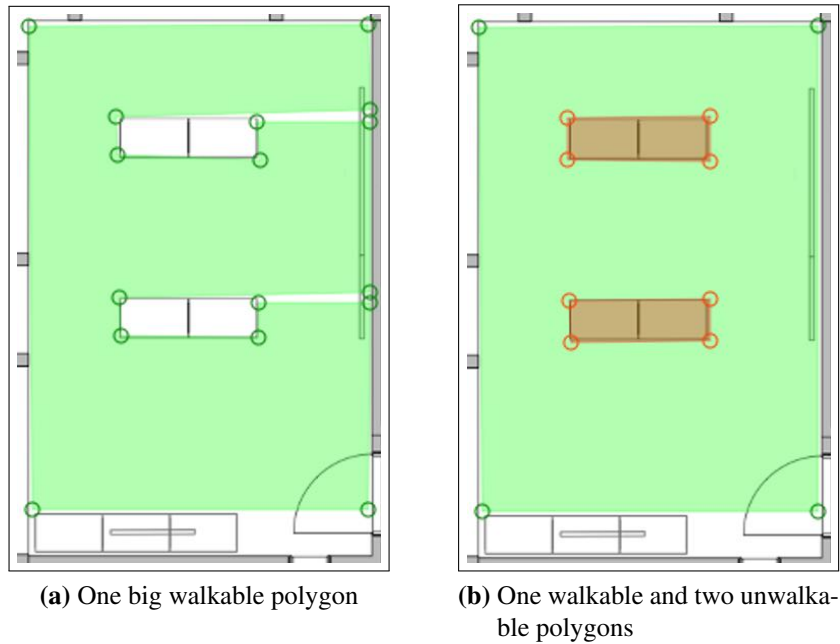 (a) One big walkable polygon
(b) One walkable and two unwalka-
ble polygons